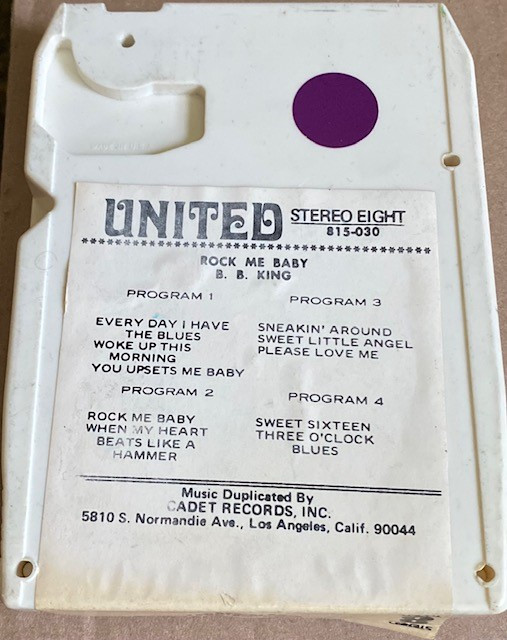 UNITED STEREO EIGHT
815-030
ROCK ME BABY
B. B. KING
PROGRAM 1
EVERY DAY I HAVE
THE BLUES
WOKE UP THIS
MORNING
YOU UPSETS ME BABY
PROGRAM 2
ROCK ME BABY
WHEN MY HEART
BEATS LIKE A
HAMMER
PROGRAM 3
SNEAKIN' AROUND
SWEET LITTLE ANGEL
PLEASE LOVE ME
PROGRAM 4
SWEET SIXTEEN
THREE O'CLOCK
BLUES
Music Duplicated By
CADET RECORDS, INC.
5810 S. Normandie Ave., Los Angeles, Calif. 90044